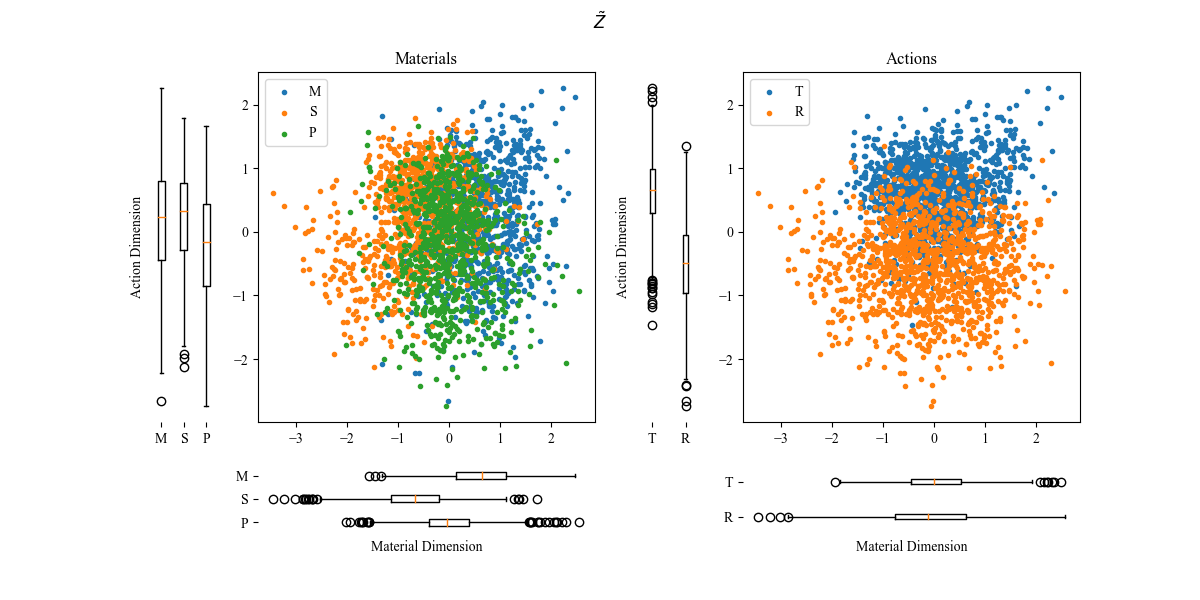 Z̃
Materials
Actions
M
S
P
T
R
Action Dimension
Action Dimension
2
1
0
−1
−2
2
1
0
−1
−2
M S P
−3 −2 −1 0 1 2
T R
−3 −2 −1 0 1 2
M
S
P
Material Dimension
T
R
Material Dimension